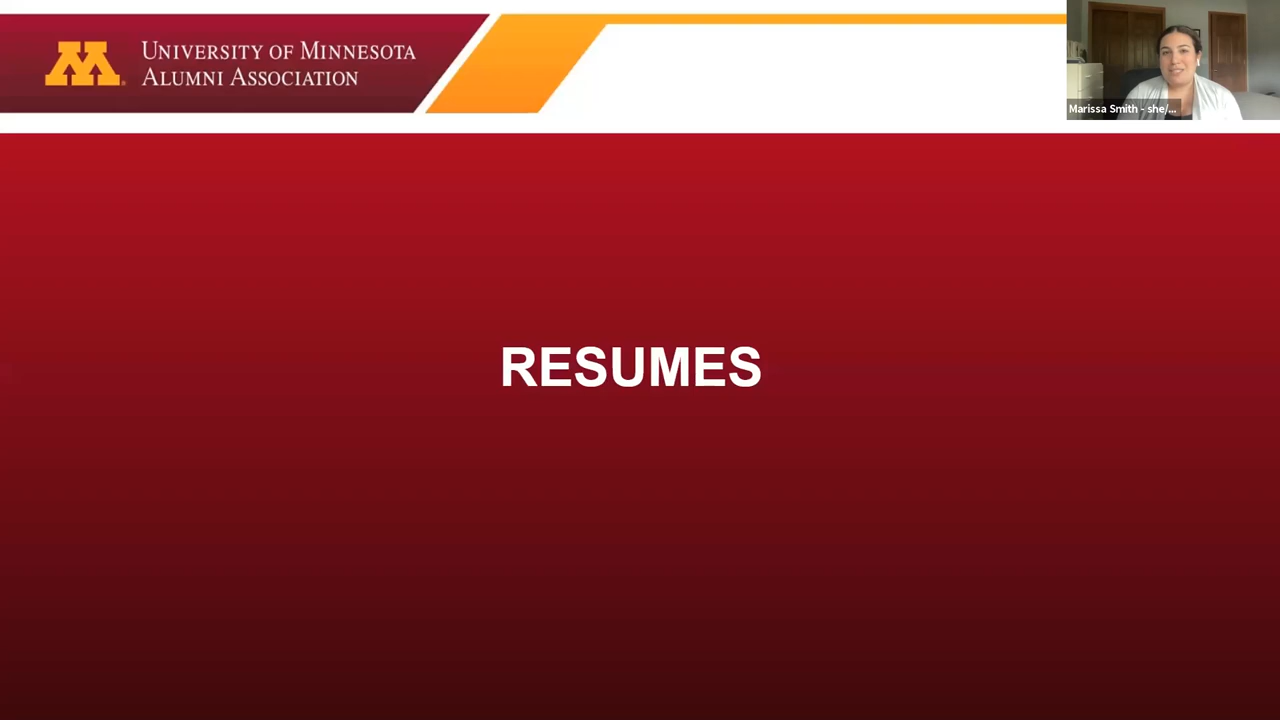 UNIVERSITY OF MINNESOTA
ALUMNI ASSOCIATION
Marissa Smith - she/...
RESUMES